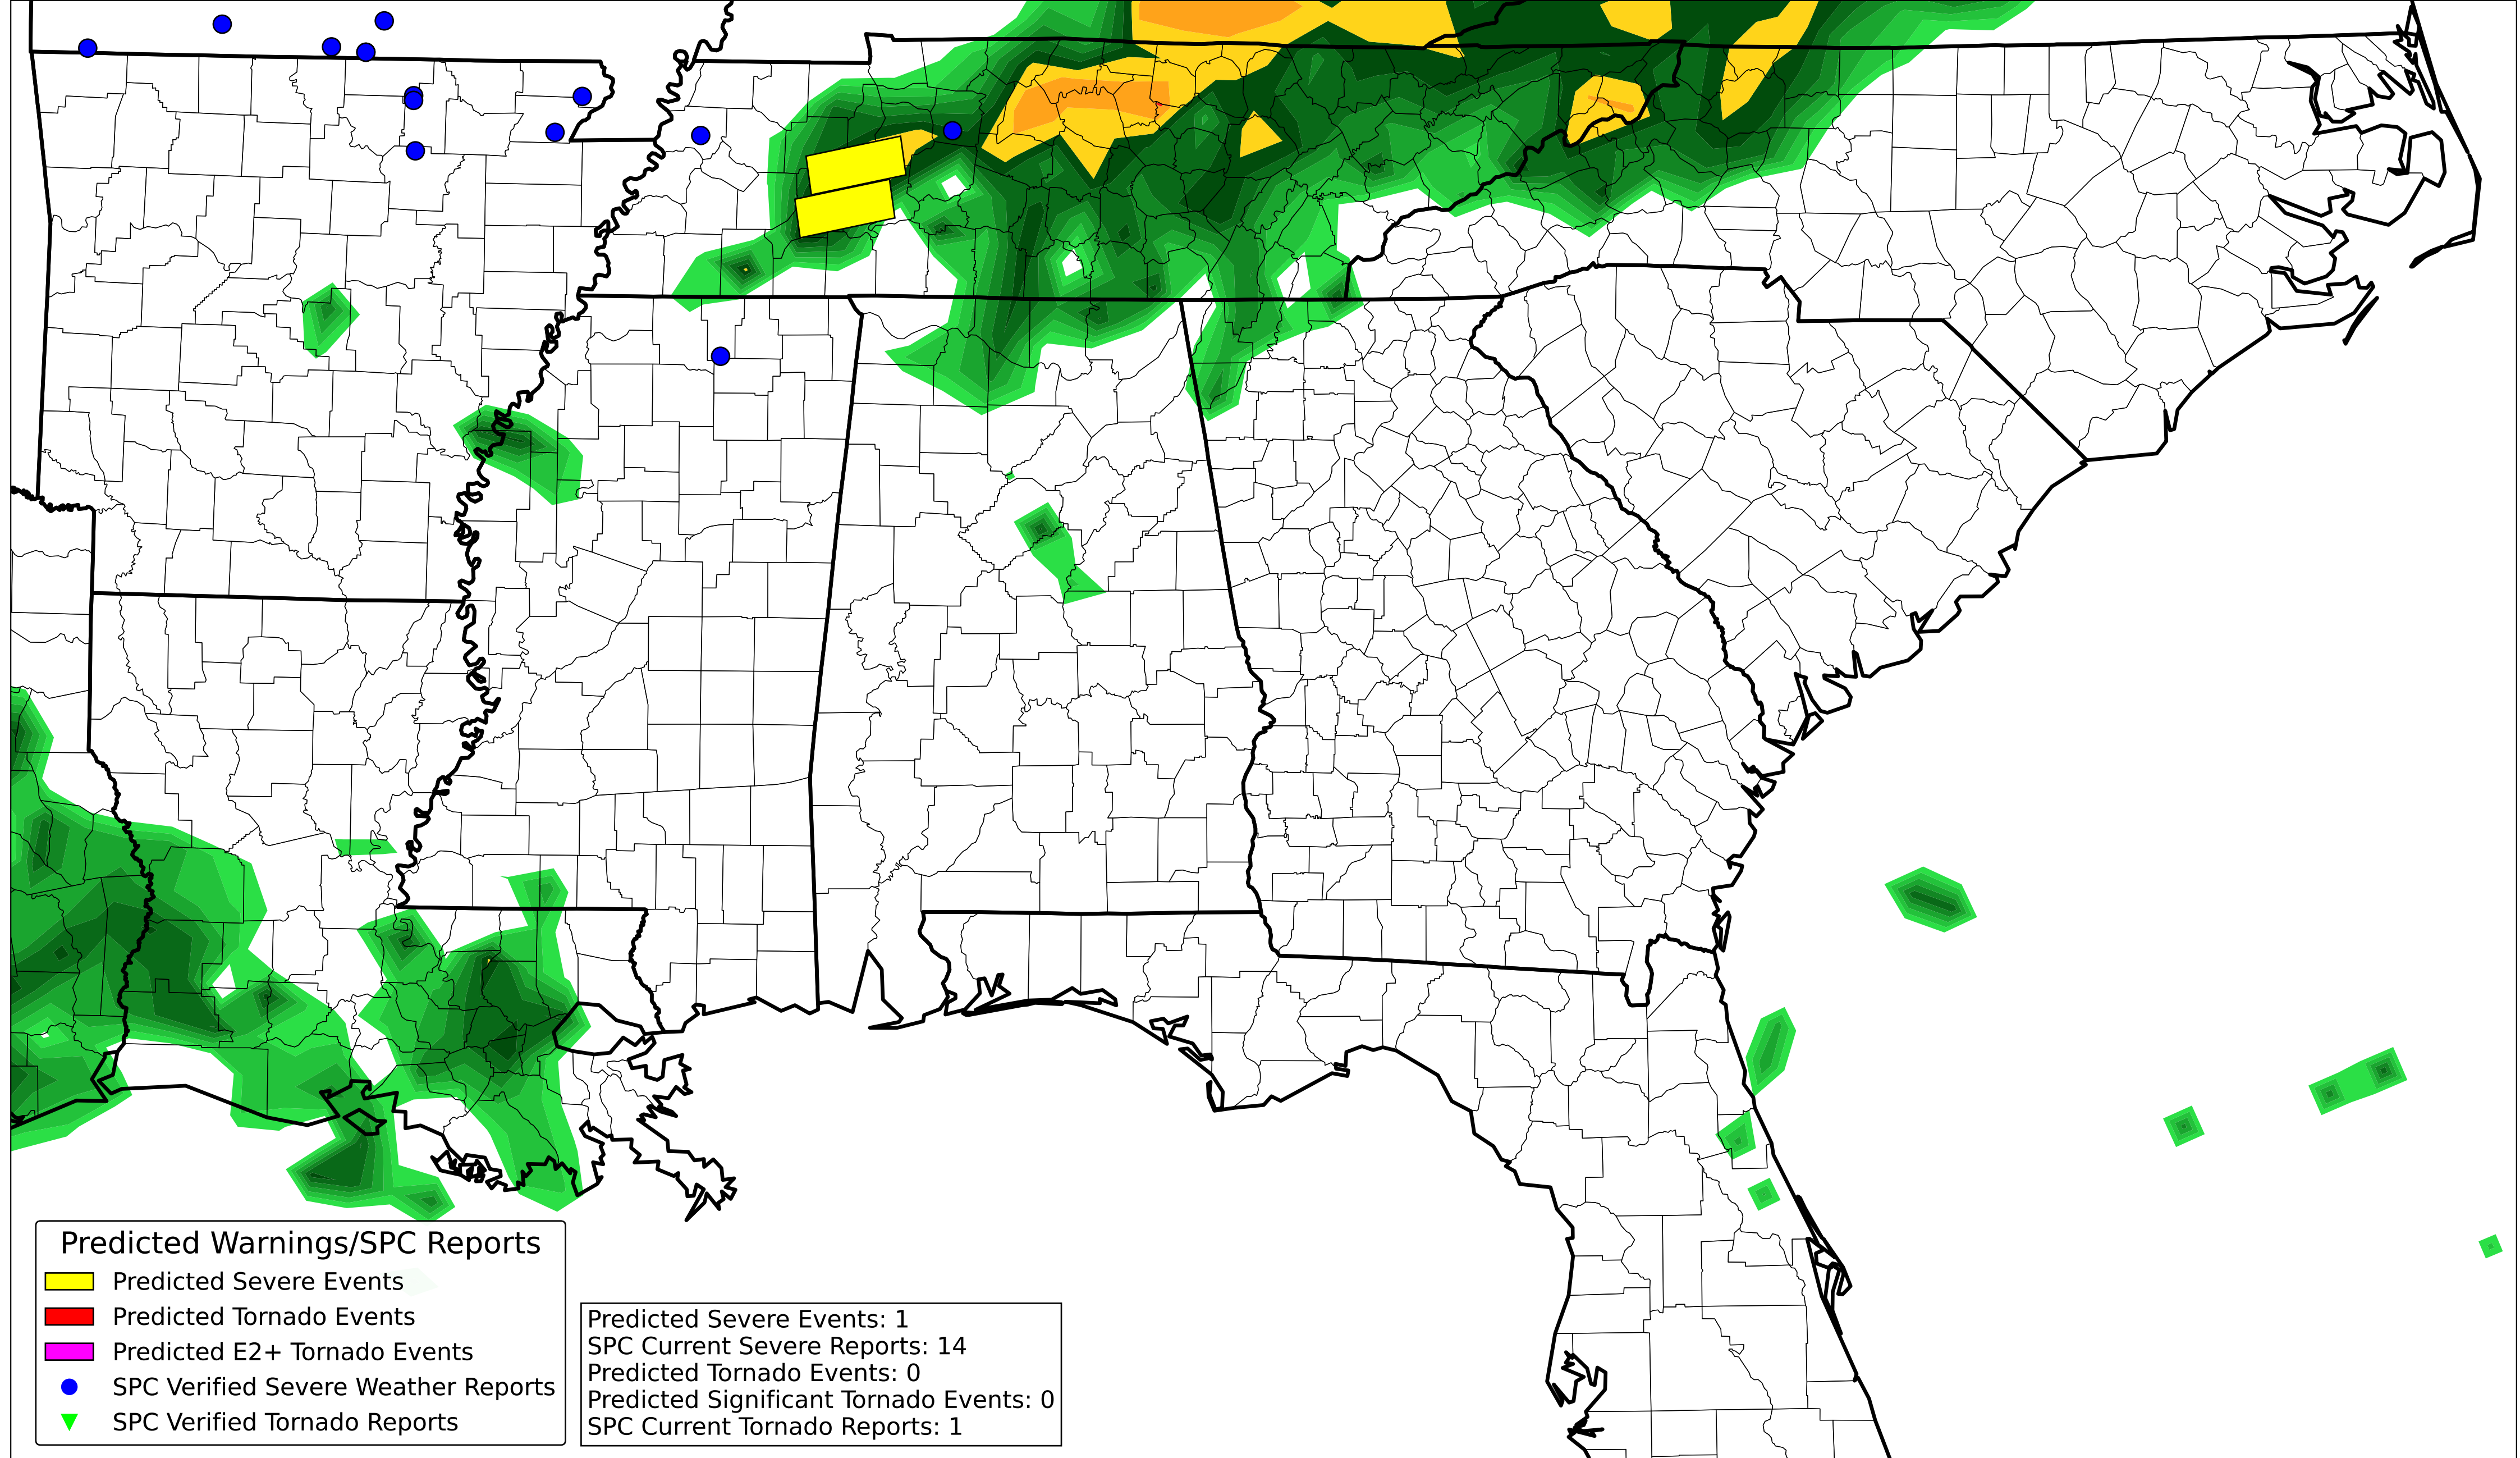 Predicted Warnings/SPC Reports
Predicted Severe Events
Predicted Tornado Events
Predicted E2+ Tornado Events
SPC Verified Severe Weather Reports
SPC Verified Tornado Reports
Predicted Severe Events: 1
SPC Current Severe Reports: 14
Predicted Tornado Events: 0
Predicted Significant Tornado Events: 0
SPC Current Tornado Reports: 1